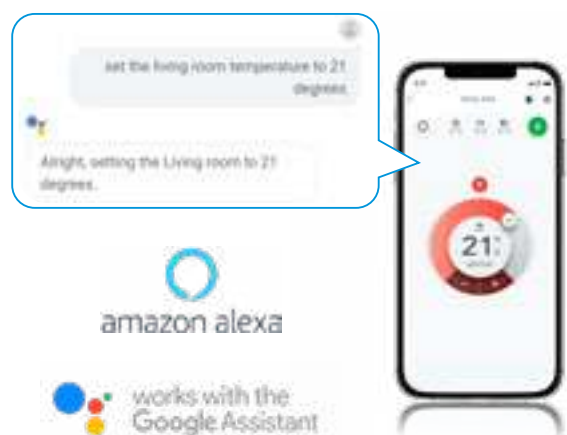 set the living room temperature to 21
degrees
Alright, setting the Living room to 21
degrees.
21
amazon alexa
works with the
Google Assistant